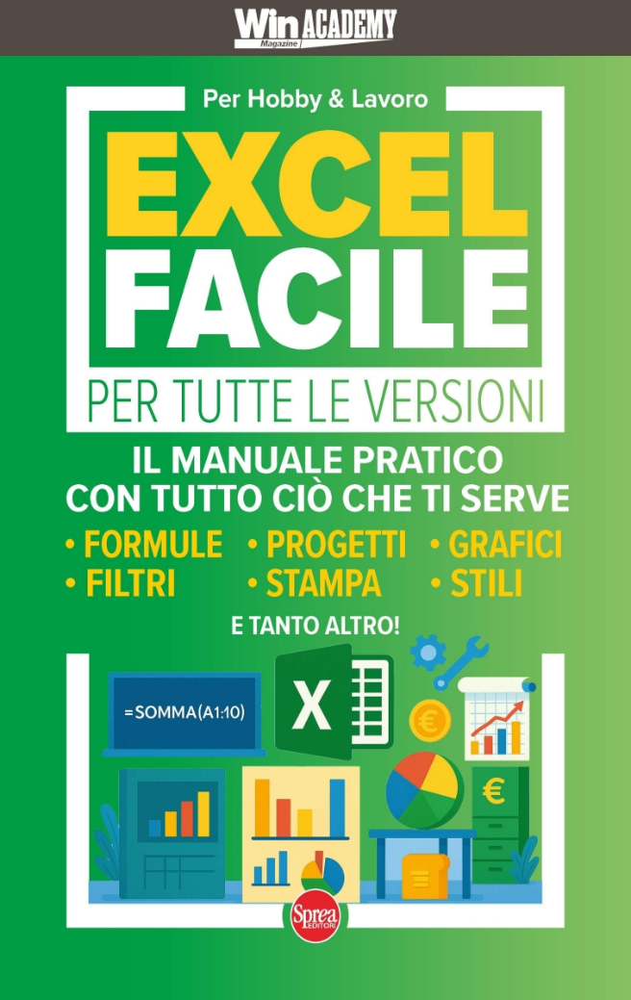 Win ACADEMY
Magazine
Per Hobby & Lavoro
EXCEL
FACILE
PER TUTTE LE VERSIONI
IL MANUALE PRATICO
CON TUTTO CIÒ CHE TI SERVE
• FORMULE • PROGETTI • GRAFICI
• FILTRI • STAMPA • STILI
E TANTO ALTRO!
=SOMMA(A1:10)
X
€
€
Sprea
EDITORI